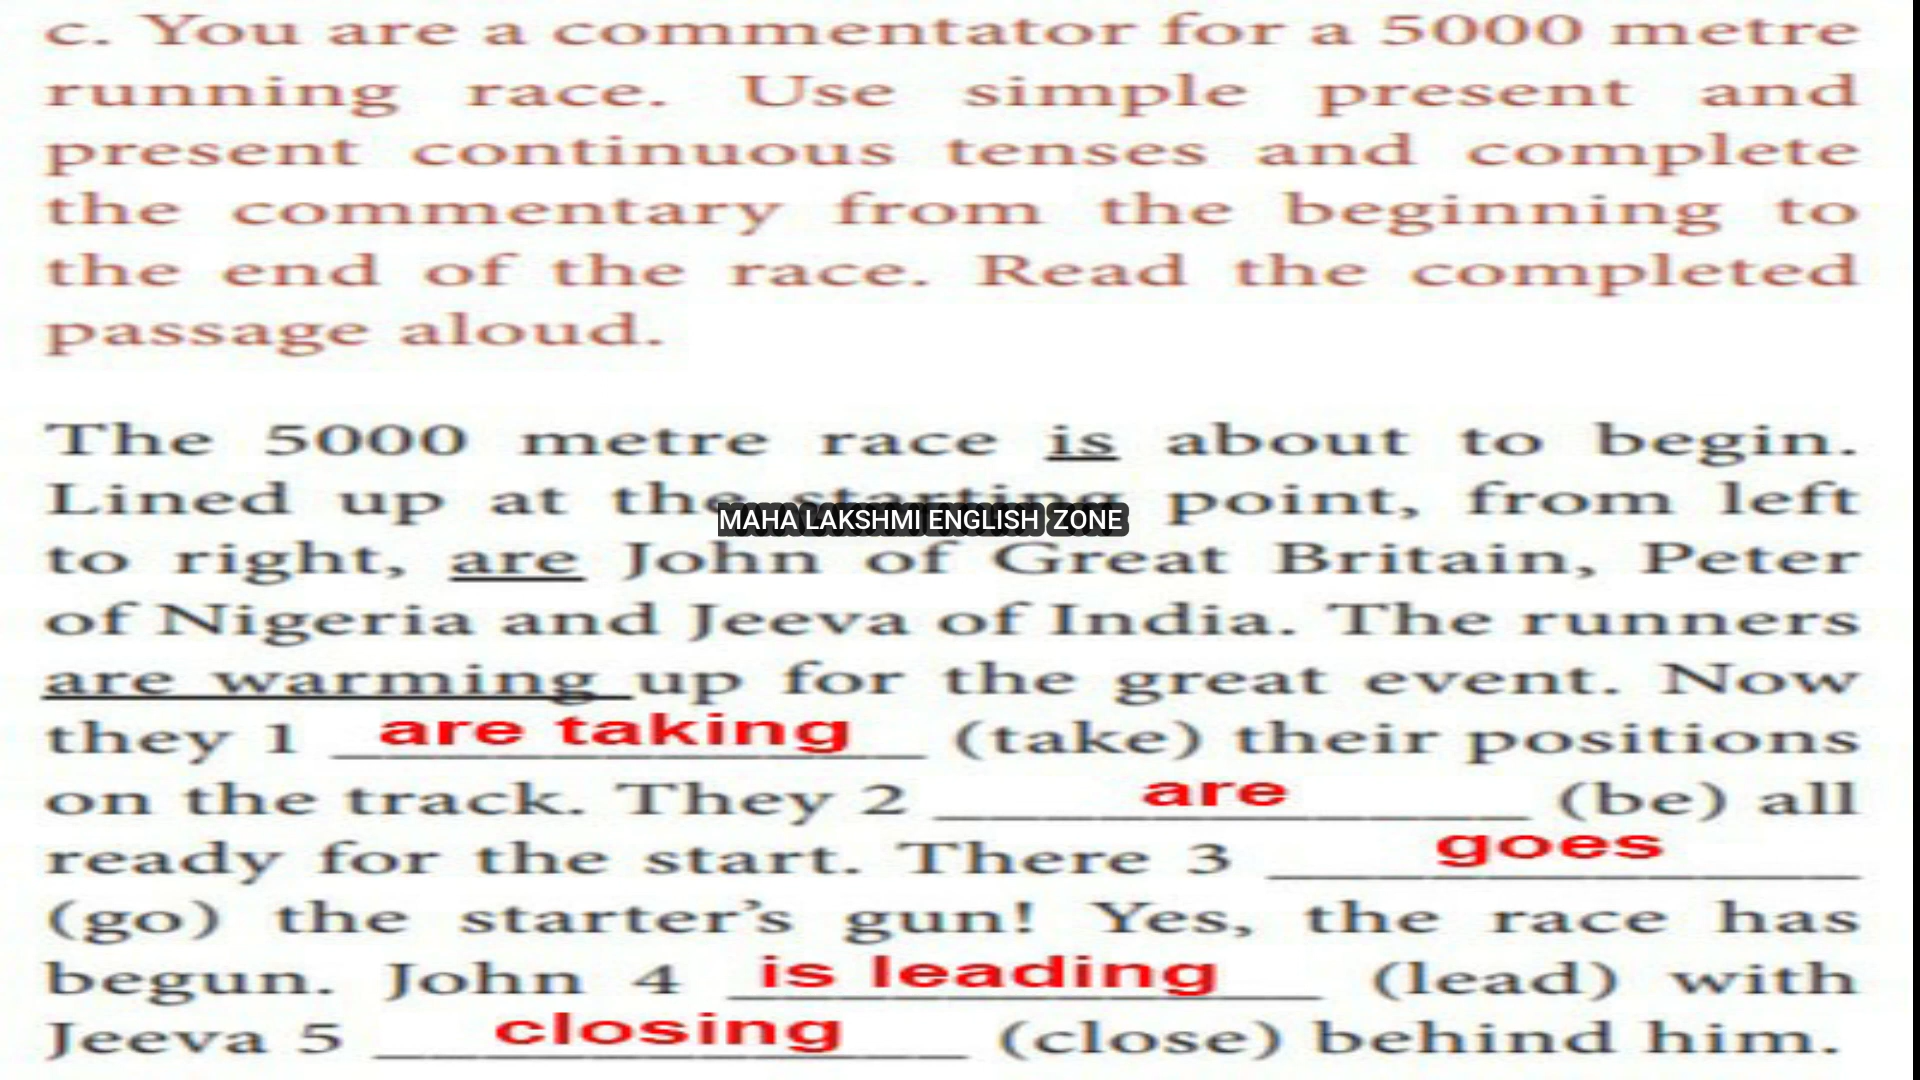 c. You are a commentator for a 5000 metre
running race. Use simple present and
present continuous tenses and complete
the commentary from the beginning to
the end of the race. Read the completed
passage aloud.
The 5000 metre race is about to begin.
Lined up at the starting point, from left
MAHA LAKSHMI ENGLISH ZONE
to right, are John of Great Britain, Peter
of Nigeria and Jeeva of India. The runners
are warming up for the great event. Now
they 1 are taking (take) their positions
on the track. They 2 are (be) all
ready for the start. There 3 goes
(go) the starter's gun! Yes, the race has
begun. John 4 is leading (lead) with
Jeeva 5 closing (close) behind him.